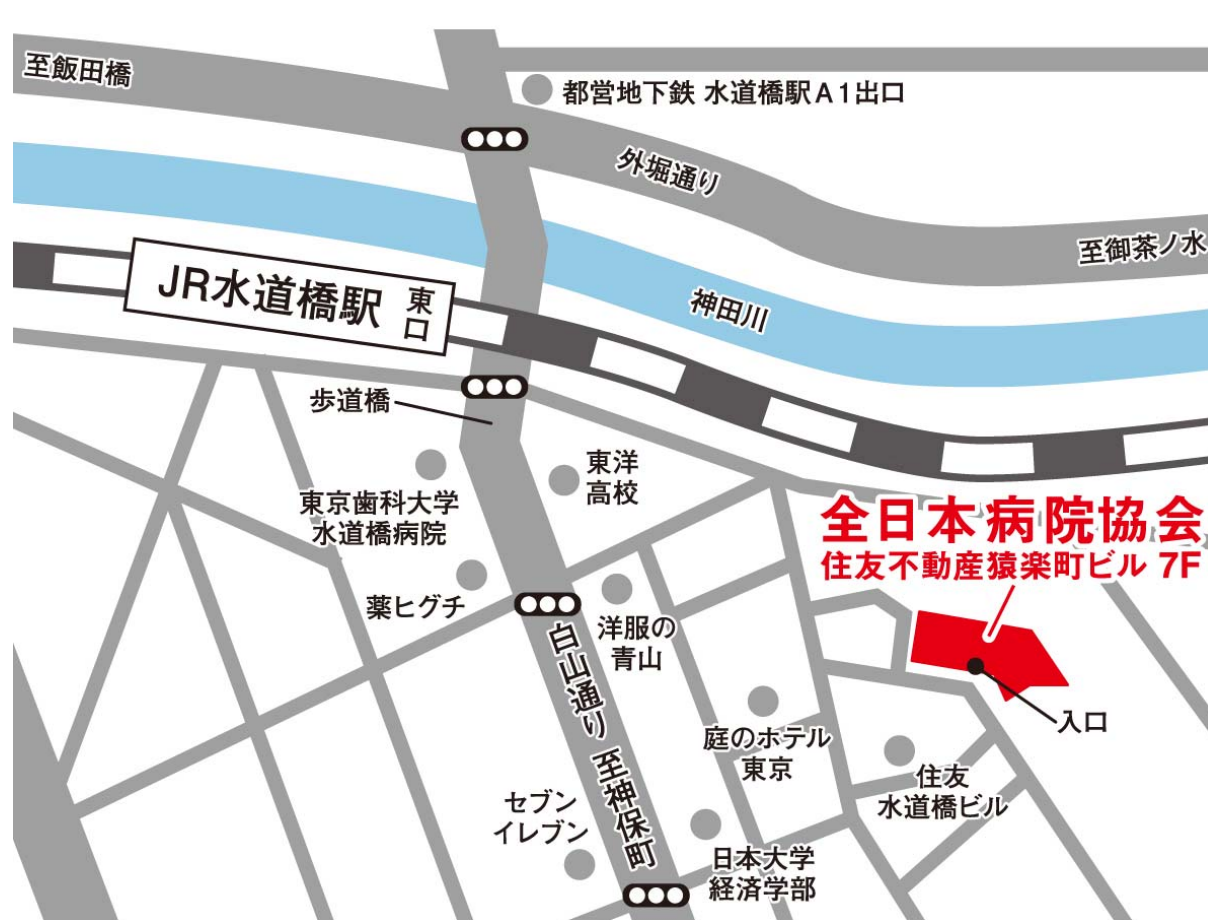 至飯田橋
都営地下鉄 水道橋駅A1出口
外堀通り
至御茶ノ水
JR水道橋駅
東口
神田川
歩道橋
東洋
高校
東京歯科大学
水道橋病院
全日本病院協会
住友不動産猿楽町ビル 7F
薬ヒグチ
洋服の
青山
白山通り 至神保町
入口
庭のホテル
東京
住友
水道橋ビル
セブン
イレブン
日本大学
経済学部